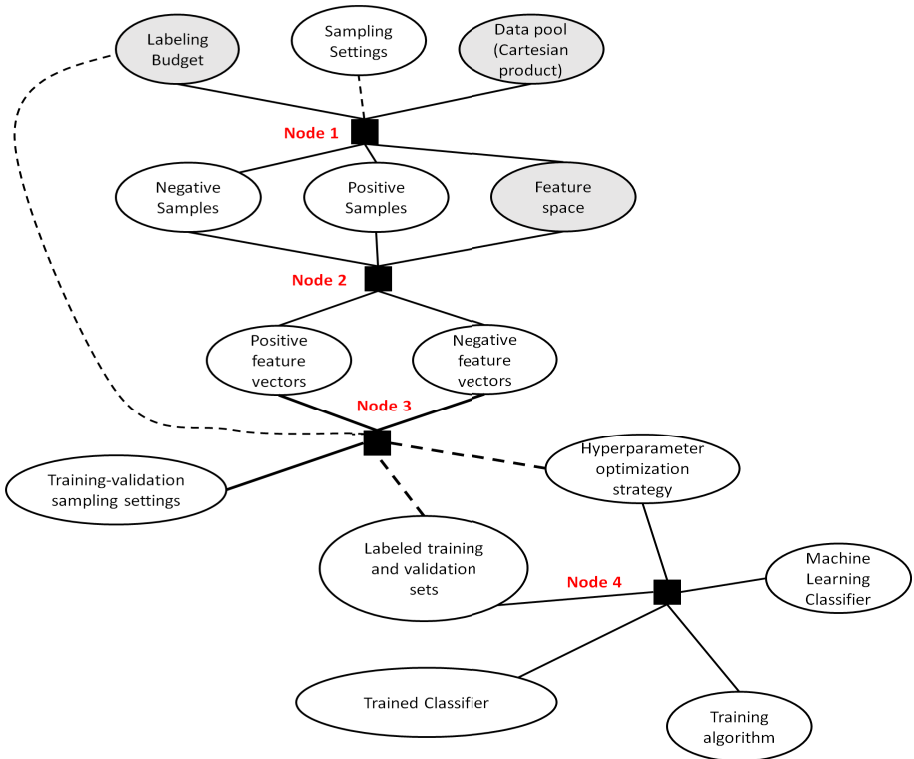 Labeling
Budget
Sampling
Settings
Data pool
(Cartesian
product)
Node 1
Negative
Samples
Positive
Samples
Feature
space
Node 2
Positive
feature
vectors
Negative
feature
vectors
Node 3
Training-validation
sampling settings
Hyperparameter
optimization
strategy
Labeled training
and validation
sets
Node 4
Machine
Learning
Classifier
Trained Classifier
Training
algorithm